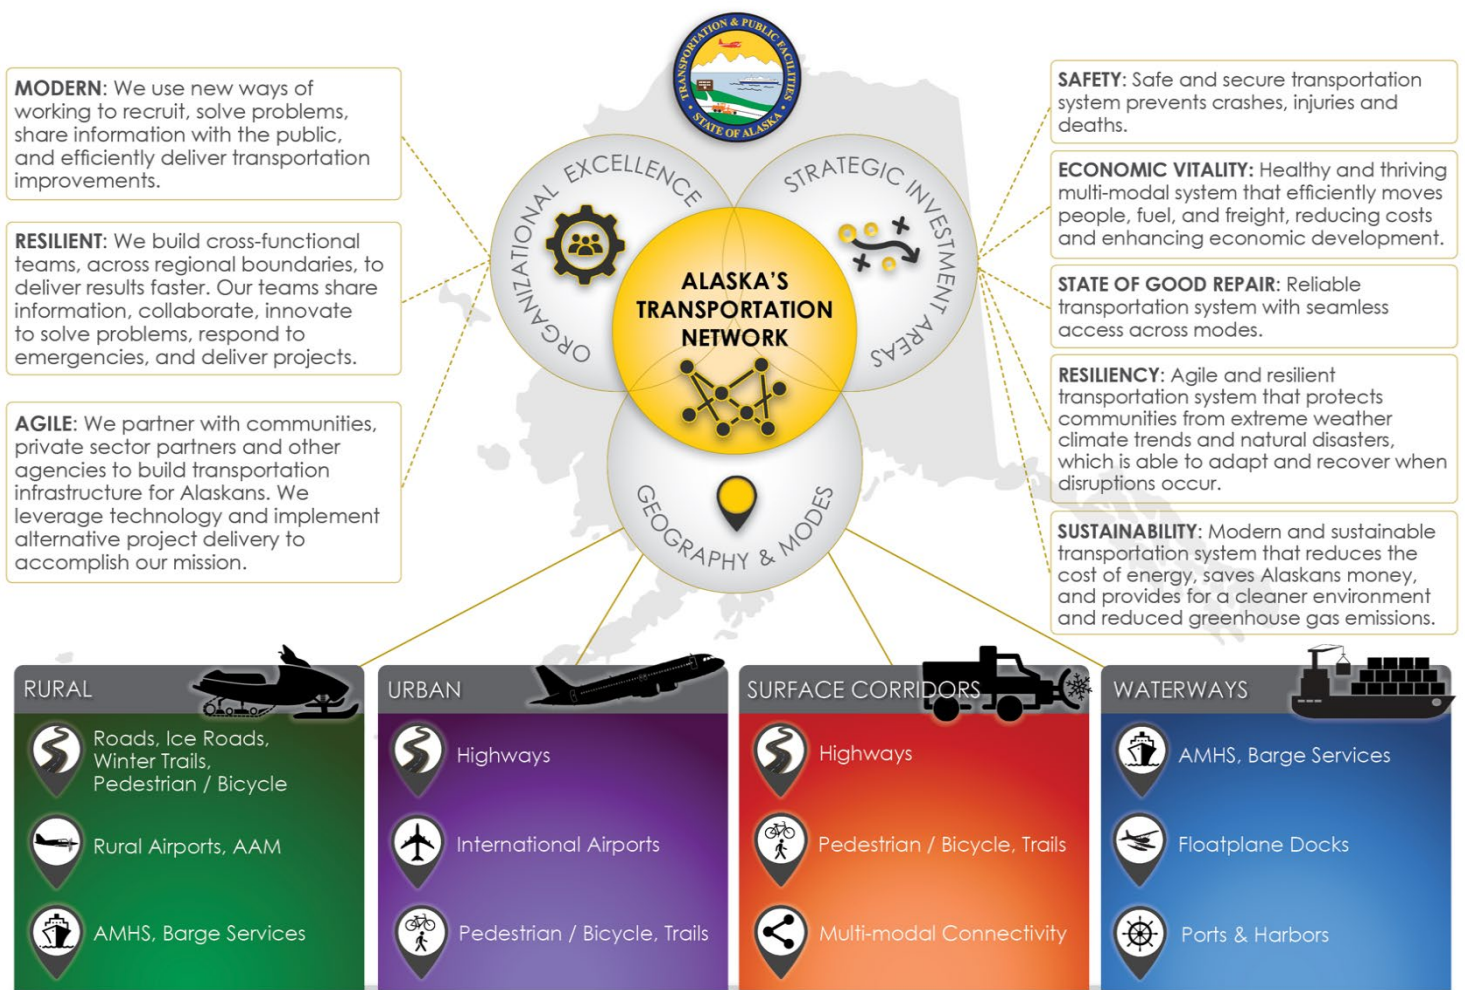 TRANSPORTATION & PUBLIC FACILITIES
STATE OF ALASKA
MODERN: We use new ways of
working to recruit, solve problems,
share information with the public,
and efficiently deliver transportation
improvements.
RESILIENT: We build cross-functional
teams, across regional boundaries, to
deliver results faster. Our teams share
information, collaborate, innovate
to solve problems, respond to
emergencies, and deliver projects.
AGILE: We partner with communities,
private sector partners and other
agencies to build transportation
infrastructure for Alaskans. We
leverage technology and implement
alternative project delivery to
accomplish our mission.
ORGANIZATIONAL EXCELLENCE
STRATEGIC INVESTMENT AREAS
ALASKA'S
TRANSPORTATION
NETWORK
GEOGRAPHY & MODES
SAFETY: Safe and secure transportation
system prevents crashes, injuries and
deaths.
ECONOMIC VITALITY: Healthy and thriving
multi-modal system that efficiently moves
people, fuel, and freight, reducing costs
and enhancing economic development.
STATE OF GOOD REPAIR: Reliable
transportation system with seamless
access across modes.
RESILIENCY: Agile and resilient
transportation system that protects
communities from extreme weather
climate trends and natural disasters,
which is able to adapt and recover when
disruptions occur.
SUSTAINABILITY: Modern and sustainable
transportation system that reduces the
cost of energy, saves Alaskans money,
and provides for a cleaner environment
and reduced greenhouse gas emissions.
RURAL
Roads, Ice Roads,
Winter Trails,
Pedestrian / Bicycle
Rural Airports, AAM
AMHS, Barge Services
URBAN
Highways
International Airports
Pedestrian / Bicycle, Trails
SURFACE CORRIDORS
Highways
Pedestrian / Bicycle, Trails
Multi-modal Connectivity
WATERWAYS
AMHS, Barge Services
Floatplane Docks
Ports & Harbors